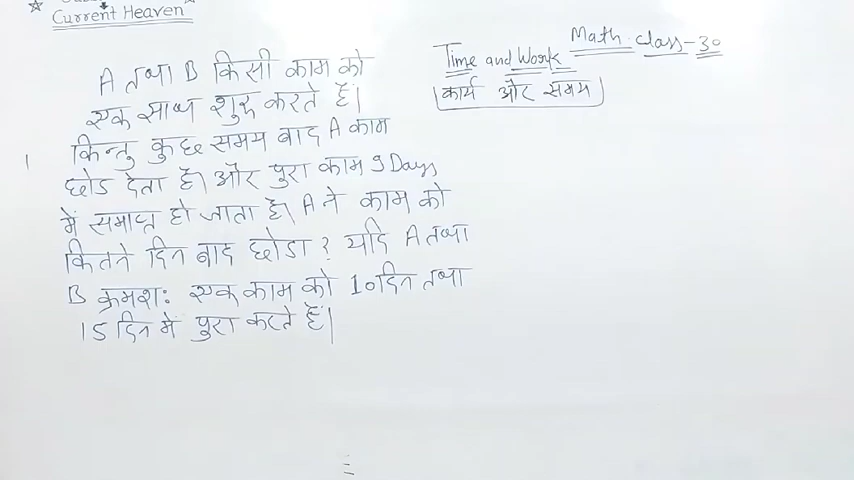 Current Heaven
Math Class-30
Time and Work
कार्य और समय
A तथा B किसी काम को
एक साथ शुरू करते हैं।
किन्तु कुछ समय बाद A काम
छोड देता है। और पुरा काम 9 Days
में समाप्त हो जाता है। A ने काम को
कितने दिन बाद छोडा? यदि A तथा
B क्रमशः एक काम को 10 दिन तथा
15 दिन में पुरा करते हैं।